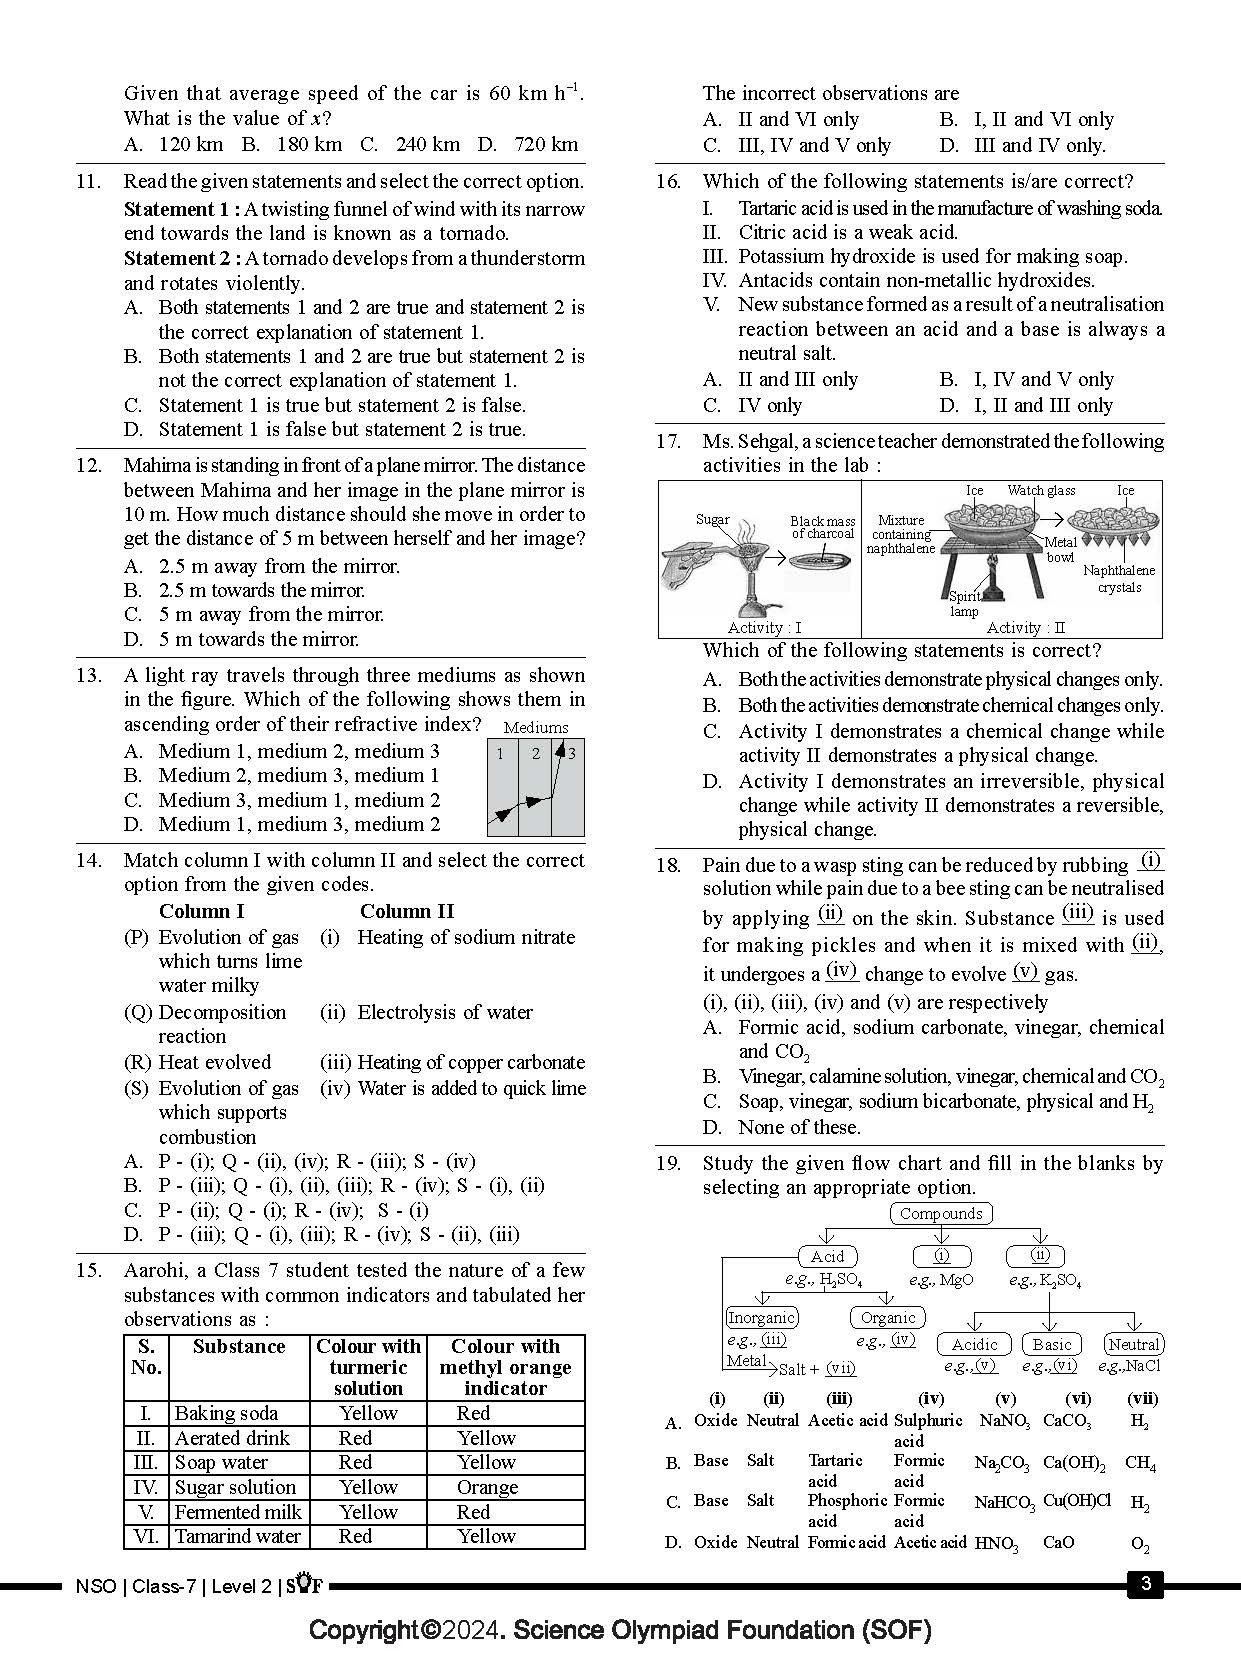 Given that average speed of the car is 60 km h⁻¹.
What is the value of x?
A. 120 km B. 180 km C. 240 km D. 720 km
11. Read the given statements and select the correct option.
Statement 1 : A twisting funnel of wind with its narrow
end towards the land is known as a tornado.
Statement 2 : A tornado develops from a thunderstorm
and rotates violently.
A. Both statements 1 and 2 are true and statement 2 is
the correct explanation of statement 1.
B. Both statements 1 and 2 are true but statement 2 is
not the correct explanation of statement 1.
C. Statement 1 is true but statement 2 is false.
D. Statement 1 is false but statement 2 is true.
12. Mahima is standing in front of a plane mirror. The distance
between Mahima and her image in the plane mirror is
10 m. How much distance should she move in order to
get the distance of 5 m between herself and her image?
A. 2.5 m away from the mirror.
B. 2.5 m towards the mirror.
C. 5 m away from the mirror.
D. 5 m towards the mirror.
13. A light ray travels through three mediums as shown
in the figure. Which of the following shows them in
ascending order of their refractive index?
A. Medium 1, medium 2, medium 3
B. Medium 2, medium 3, medium 1
C. Medium 3, medium 1, medium 2
D. Medium 1, medium 3, medium 2
Mediums
1 2 3
14. Match column I with column II and select the correct
option from the given codes.
Column I Column II
(P) Evolution of gas (i) Heating of sodium nitrate
which turns lime
water milky
(Q) Decomposition (ii) Electrolysis of water
reaction
(R) Heat evolved (iii) Heating of copper carbonate
(S) Evolution of gas (iv) Water is added to quick lime
which supports
combustion
A. P - (i); Q - (ii), (iv); R - (iii); S - (iv)
B. P - (iii); Q - (i), (ii), (iii); R - (iv); S - (i), (ii)
C. P - (ii); Q - (i); R - (iv); S - (i)
D. P - (iii); Q - (i), (iii); R - (iv); S - (ii), (iii)
15. Aarohi, a Class 7 student tested the nature of a few
substances with common indicators and tabulated her
observations as :
S. Substance Colour with Colour with
No. turmeric methyl orange
solution indicator
I. Baking soda Yellow Red
II. Aerated drink Red Yellow
III. Soap water Red Yellow
IV. Sugar solution Yellow Orange
V. Fermented milk Yellow Red
VI. Tamarind water Red Yellow
The incorrect observations are
A. II and VI only B. I, II and VI only
C. III, IV and V only D. III and IV only.
16. Which of the following statements is/are correct?
I. Tartaric acid is used in the manufacture of washing soda.
II. Citric acid is a weak acid.
III. Potassium hydroxide is used for making soap.
IV. Antacids contain non-metallic hydroxides.
V. New substance formed as a result of a neutralisation
reaction between an acid and a base is always a
neutral salt.
A. II and III only B. I, IV and V only
C. IV only D. I, II and III only
17. Ms. Sehgal, a science teacher demonstrated the following
activities in the lab :
Sugar
Black mass
of charcoal
Activity : I
Ice Watch glass Ice
Mixture
containing
naphthalene
Metal
bowl
Naphthalene
crystals
Spirit
lamp
Activity : II
Which of the following statements is correct?
A. Both the activities demonstrate physical changes only.
B. Both the activities demonstrate chemical changes only.
C. Activity I demonstrates a chemical change while
activity II demonstrates a physical change.
D. Activity I demonstrates an irreversible, physical
change while activity II demonstrates a reversible,
physical change.
18. Pain due to a wasp sting can be reduced by rubbing (i)
solution while pain due to a bee sting can be neutralised
by applying (ii) on the skin. Substance (iii) is used
for making pickles and when it is mixed with (ii),
it undergoes a (iv) change to evolve (v) gas.
(i), (ii), (iii), (iv) and (v) are respectively
A. Formic acid, sodium carbonate, vinegar, chemical
and CO₂
B. Vinegar, calamine solution, vinegar, chemical and CO₂
C. Soap, vinegar, sodium bicarbonate, physical and H₂
D. None of these.
19. Study the given flow chart and fill in the blanks by
selecting an appropriate option.
Compounds
Acid (i) (ii)
e.g., H₂SO₄ e.g., MgO e.g., K₂SO₄
Inorganic Organic
e.g., (iii) e.g., (iv)
Acidic Basic Neutral
e.g.,(v) e.g.,(vi) e.g.,NaCl
Metal Salt + (vii)
(i) (ii) (iii) (iv) (v) (vi) (vii)
A. Oxide Neutral Acetic acid Sulphuric NaNO₃ CaCO₃ H₂
acid
B. Base Salt Tartaric Formic Na₂CO₃ Ca(OH)₂ CH₄
acid acid
C. Base Salt Phosphoric Formic NaHCO₃ Cu(OH)Cl H₂
acid acid
D. Oxide Neutral Formic acid Acetic acid HNO₃ CaO O₂
NSO | Class-7 | Level 2 | SOF
3
Copyright©2024. Science Olympiad Foundation (SOF)